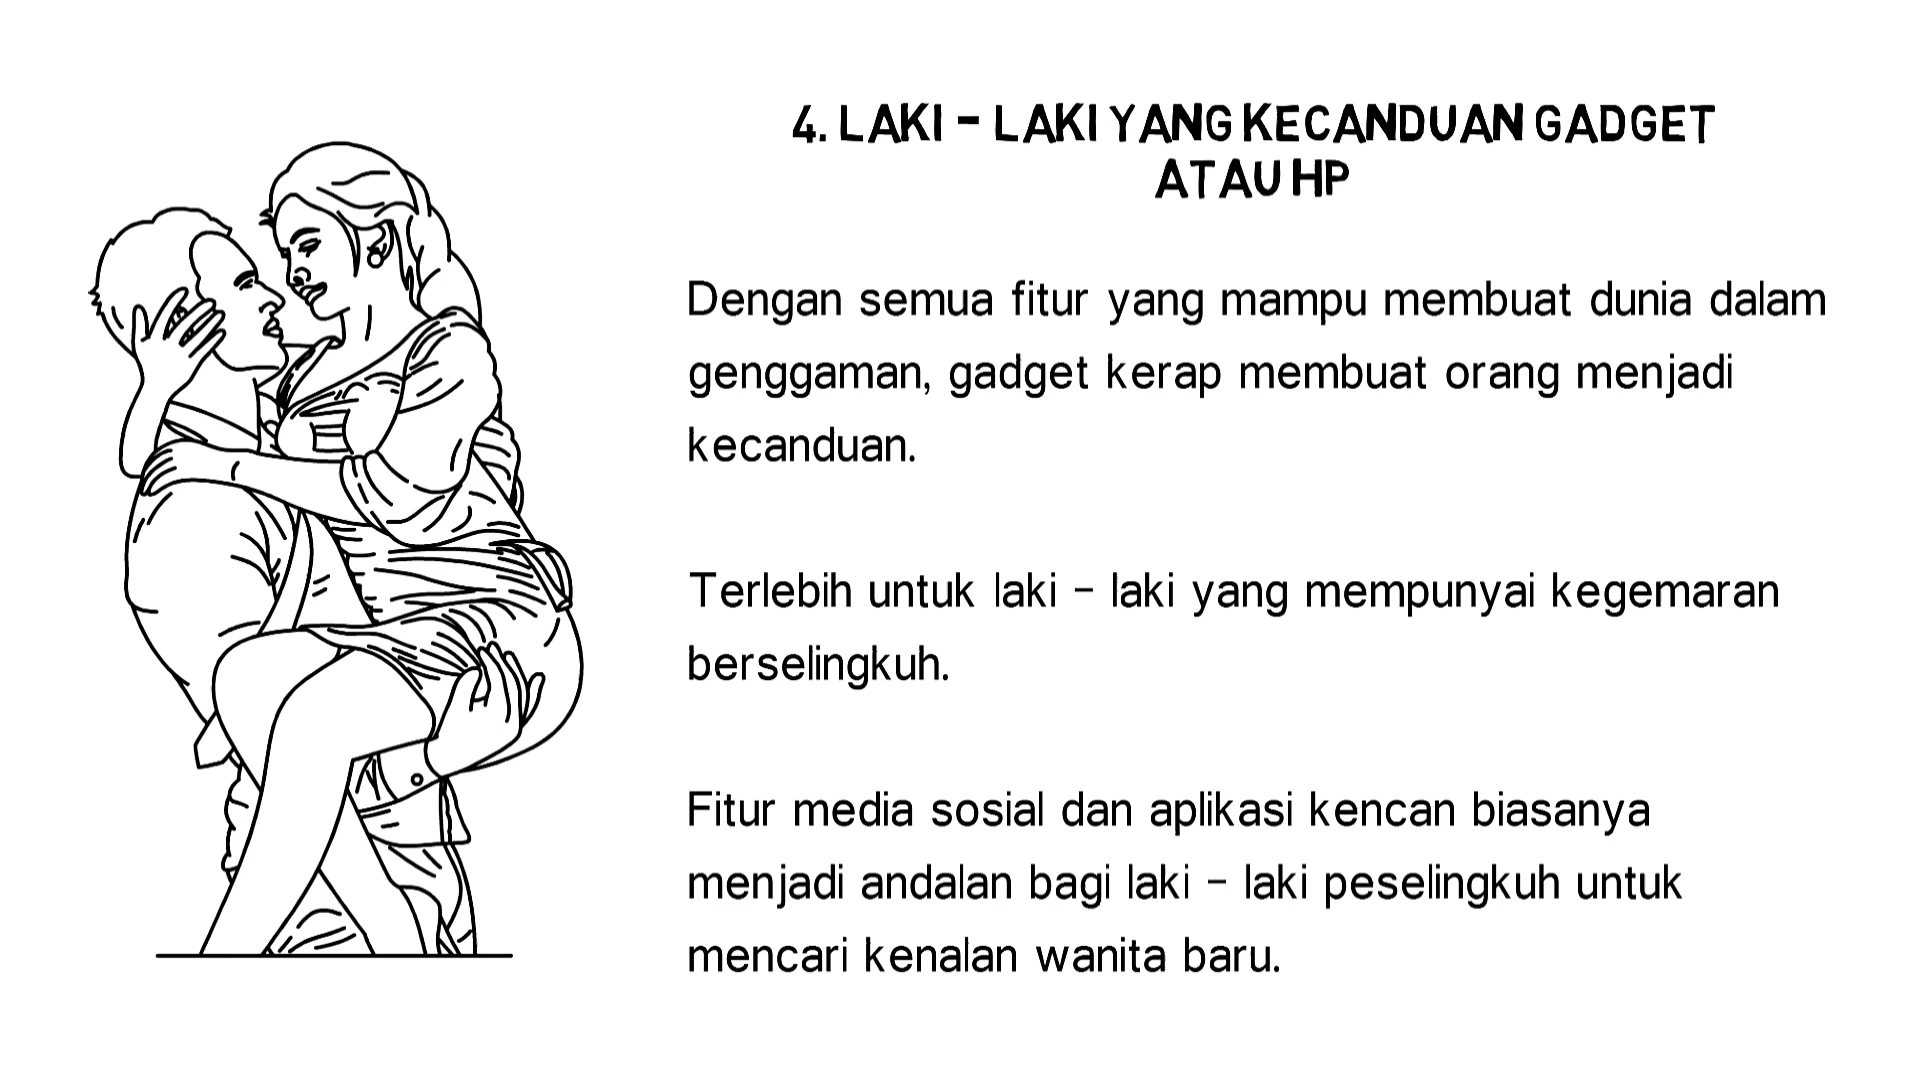 4. LAKI - LAKI YANG KECANDUAN GADGET
ATAU HP
Dengan semua fitur yang mampu membuat dunia dalam
genggaman, gadget kerap membuat orang menjadi
kecanduan.
Terlebih untuk laki - laki yang mempunyai kegemaran
berselingkuh.
Fitur media sosial dan aplikasi kencan biasanya
menjadi andalan bagi laki - laki peselingkuh untuk
mencari kenalan wanita baru.